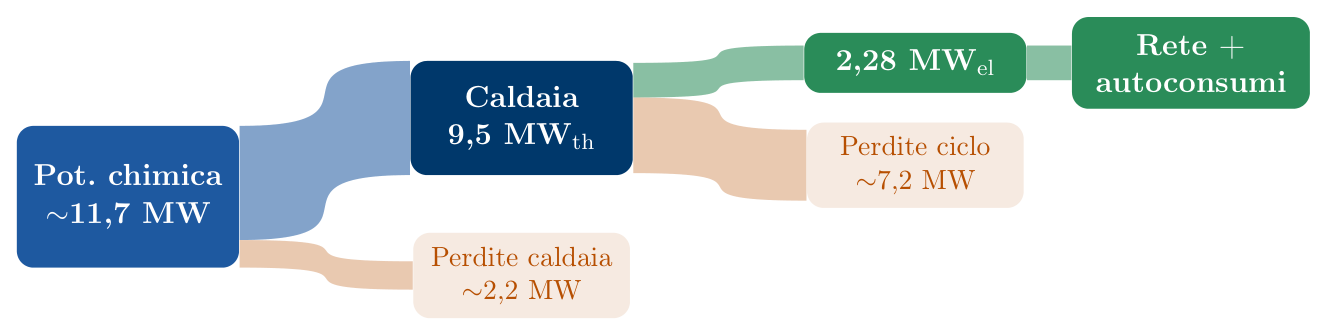 Pot. chimica
~11,7 MW
Caldaia
9,5 MWth
Perdite caldaia
~2,2 MW
2,28 MWel
Perdite ciclo
~7,2 MW
Rete +
autoconsumi